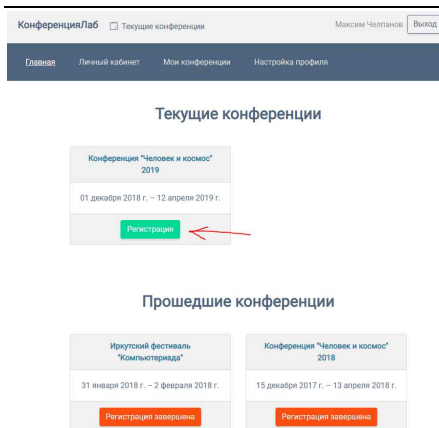 КонференцияЛаб Текущие конференции Максим Челпанов Выход
Главная Личный кабинет Мои конференции Настройка профиля
Текущие конференции
Конференция "Человек и космос"
2019
01 декабря 2018 г. – 12 апреля 2019 г.
Регистрация
Прошедшие конференции
Иркутский фестиваль
"Компьютериада"
31 января 2018 г. – 2 февраля 2018 г.
Регистрация завершена
Конференция "Человек и космос"
2018
15 декабря 2017 г. – 13 апреля 2018 г.
Регистрация завершена